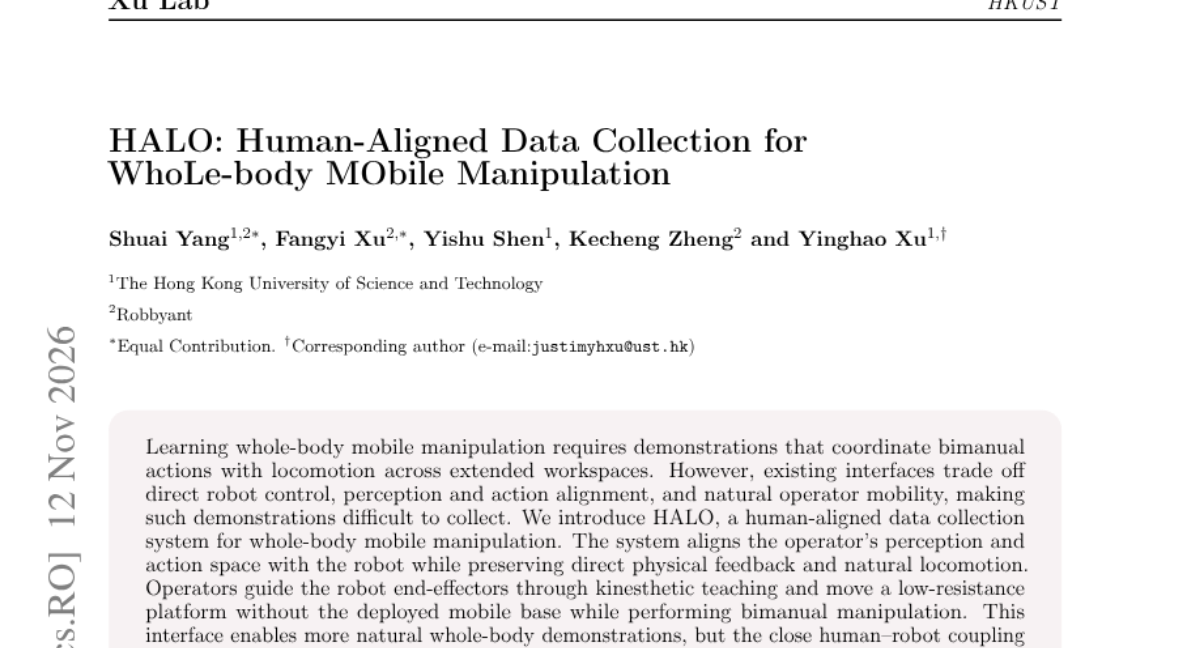 Xu Lab
HKUST
HALO: Human-Aligned Data Collection for
WhoLe-body MObile Manipulation
Shuai Yang1,2*, Fangyi Xu2,*, Yishu Shen1, Kecheng Zheng2 and Yinghao Xu1,†
1The Hong Kong University of Science and Technology
2Robbyant
*Equal Contribution. †Corresponding author (e-mail:justimyhxu@ust.hk)
cs.RO] 12 Nov 2026
Learning whole-body mobile manipulation requires demonstrations that coordinate bimanual
actions with locomotion across extended workspaces. However, existing interfaces trade off
direct robot control, perception and action alignment, and natural operator mobility, making
such demonstrations difficult to collect. We introduce HALO, a human-aligned data collection
system for whole-body mobile manipulation. The system aligns the operator's perception and
action space with the robot while preserving direct physical feedback and natural locomotion.
Operators guide the robot end-effectors through kinesthetic teaching and move a low-resistance
platform without the deployed mobile base while performing bimanual manipulation. This
interface enables more natural whole-body demonstrations, but the close human–robot coupling